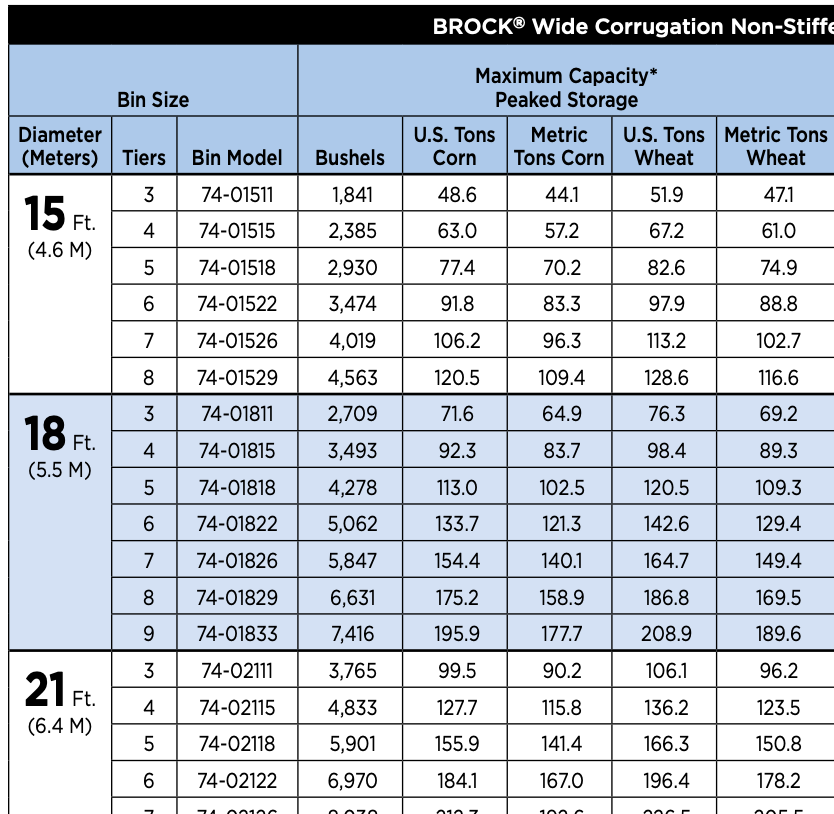 BROCK® Wide Corrugation Non-Stiffe
Bin Size
Maximum Capacity*
Peaked Storage
Diameter (Meters) Tiers Bin Model Bushels U.S. Tons Corn Metric Tons Corn U.S. Tons Wheat Metric Tons Wheat
15 Ft.
(4.6 M)
3 74-01511 1,841 48.6 44.1 51.9 47.1
4 74-01515 2,385 63.0 57.2 67.2 61.0
5 74-01518 2,930 77.4 70.2 82.6 74.9
6 74-01522 3,474 91.8 83.3 97.9 88.8
7 74-01526 4,019 106.2 96.3 113.2 102.7
8 74-01529 4,563 120.5 109.4 128.6 116.6
18 Ft.
(5.5 M)
3 74-01811 2,709 71.6 64.9 76.3 69.2
4 74-01815 3,493 92.3 83.7 98.4 89.3
5 74-01818 4,278 113.0 102.5 120.5 109.3
6 74-01822 5,062 133.7 121.3 142.6 129.4
7 74-01826 5,847 154.4 140.1 164.7 149.4
8 74-01829 6,631 175.2 158.9 186.8 169.5
9 74-01833 7,416 195.9 177.7 208.9 189.6
21 Ft.
(6.4 M)
3 74-02111 3,765 99.5 90.2 106.1 96.2
4 74-02115 4,833 127.7 115.8 136.2 123.5
5 74-02118 5,901 155.9 141.4 166.3 150.8
6 74-02122 6,970 184.1 167.0 196.4 178.2